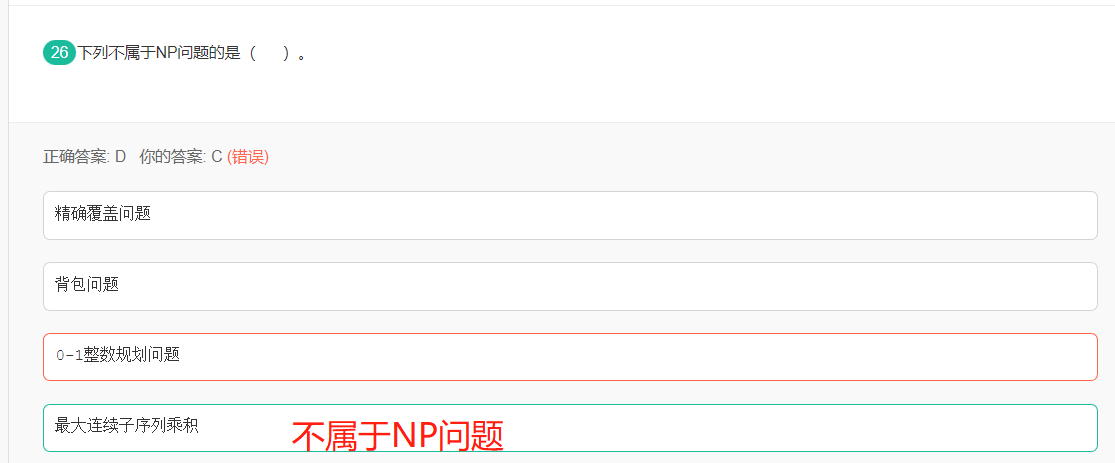 26 下列不属于NP问题的是（　　）。
正确答案: D 你的答案: C (错误)
精确覆盖问题
背包问题
0-1整数规划问题
最大连续子序列乘积 不属于NP问题